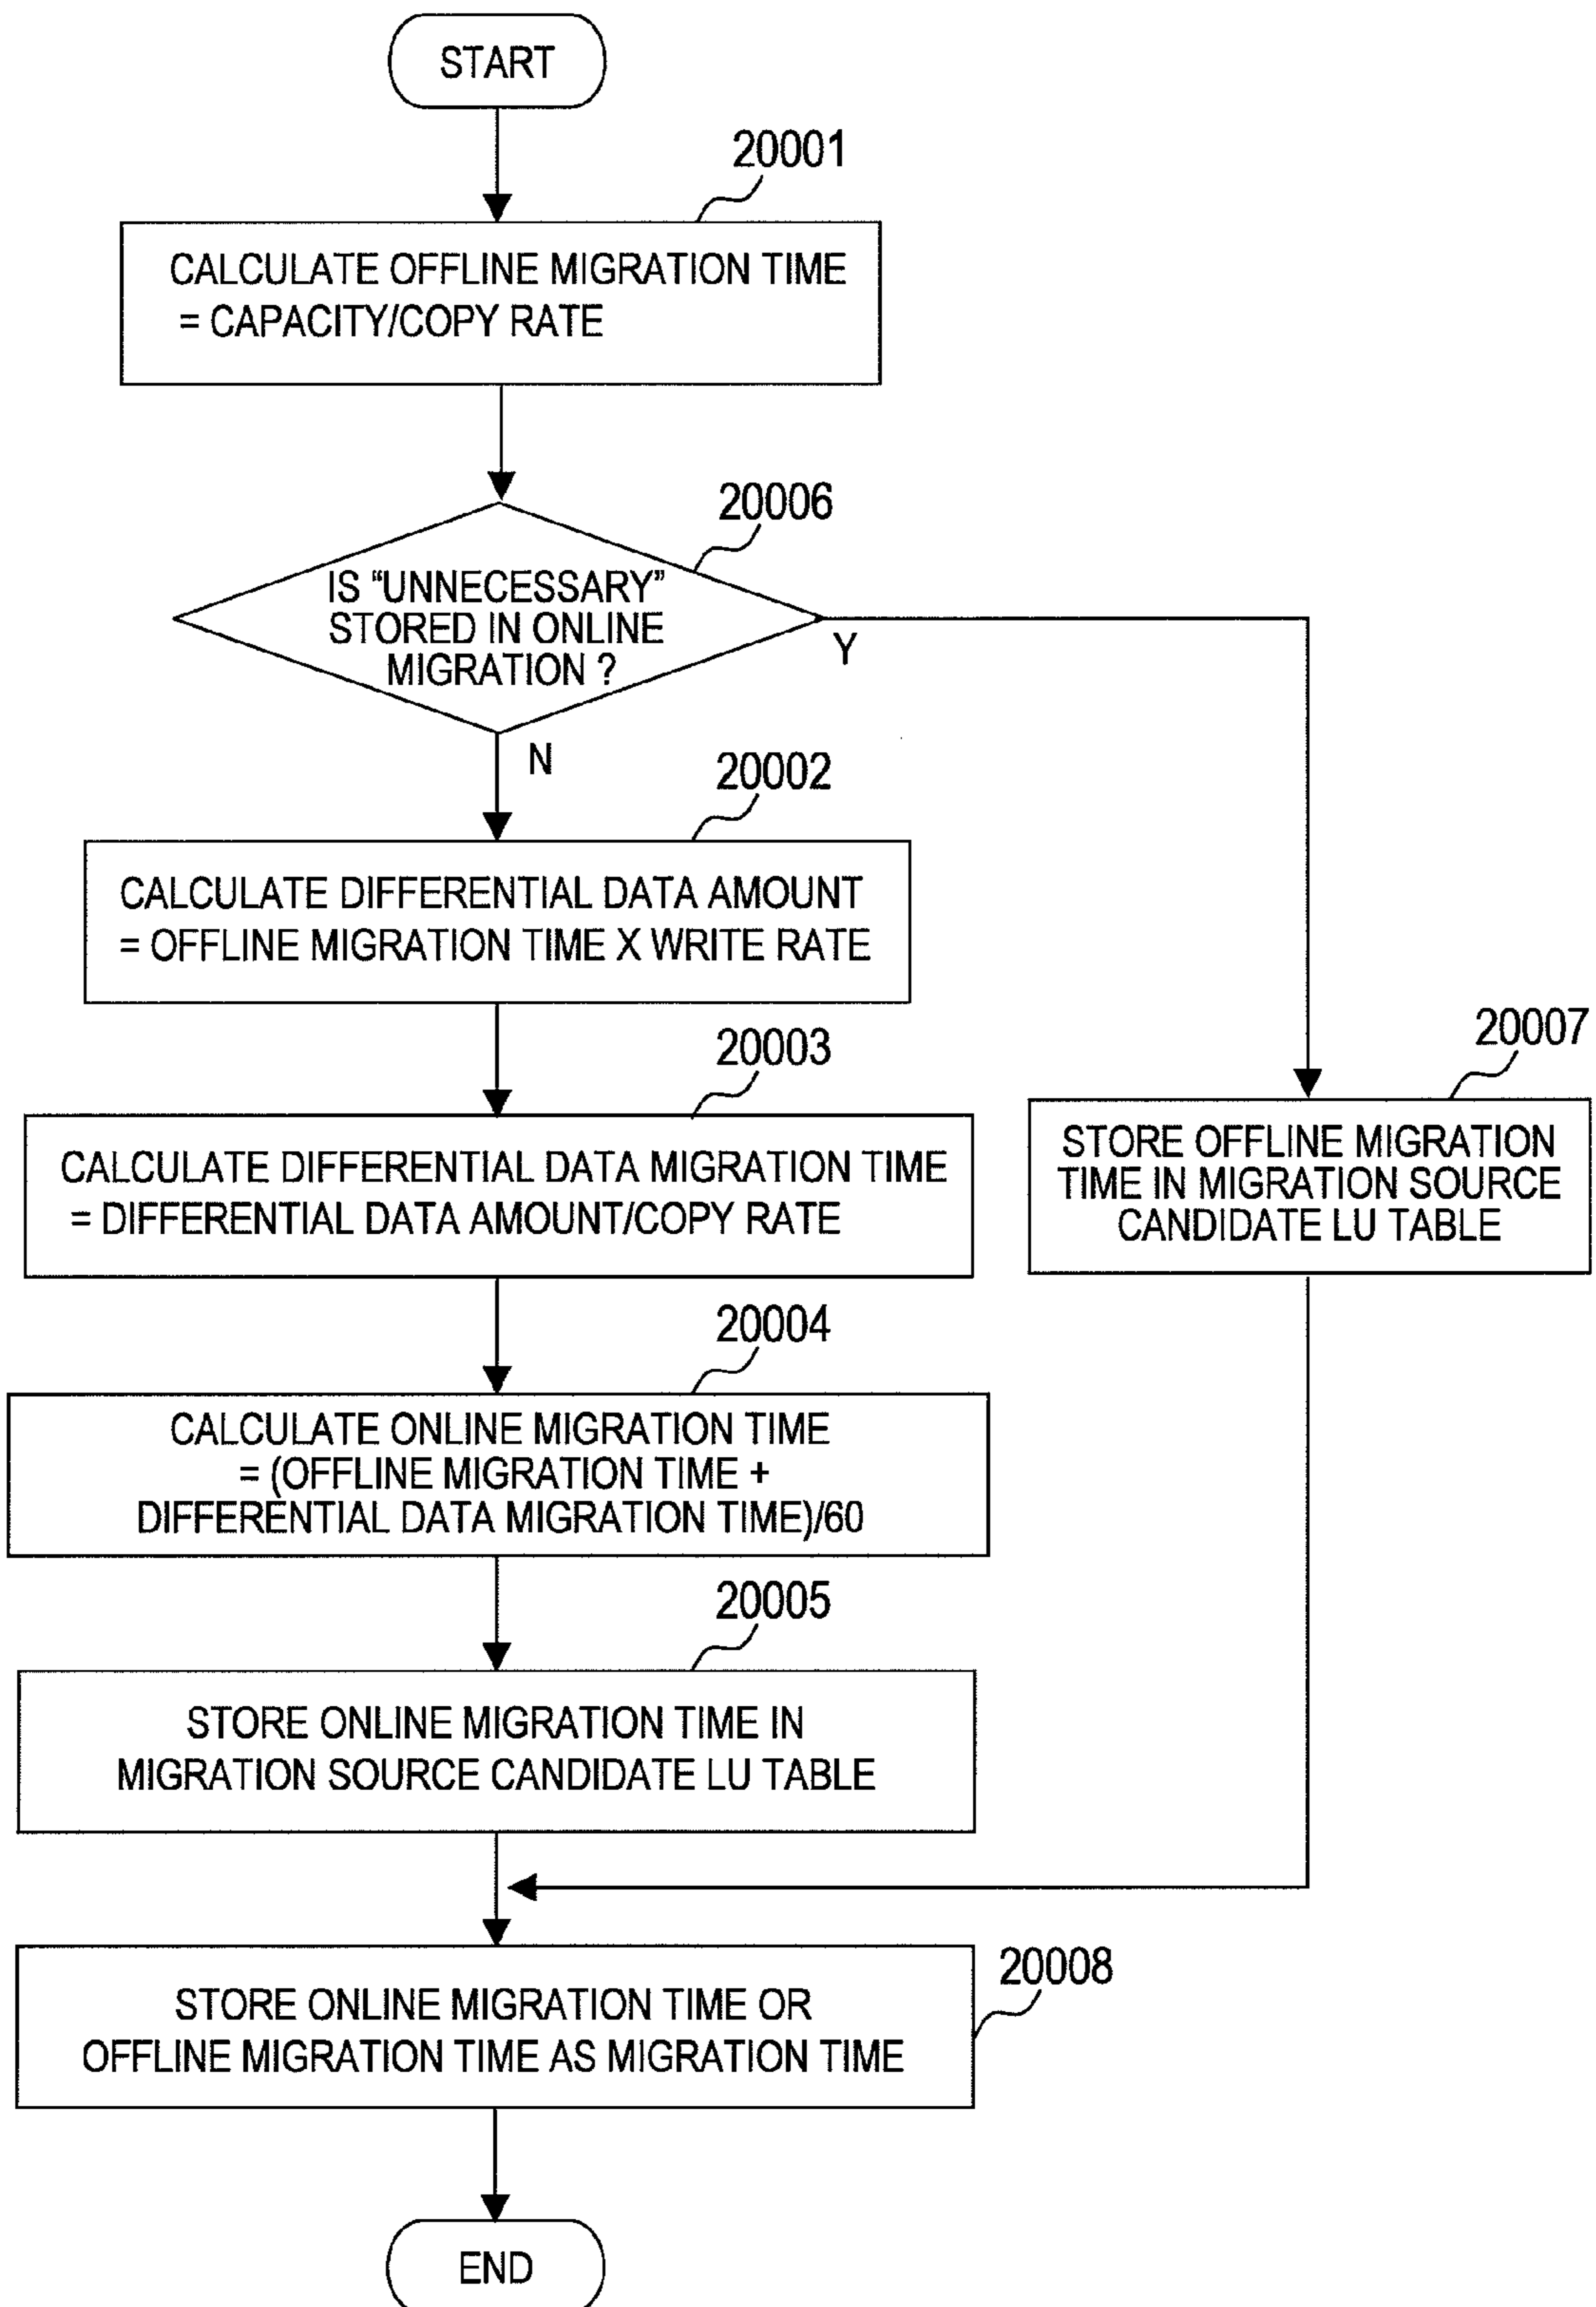 START
20001
CALCULATE OFFLINE MIGRATION TIME
= CAPACITY/COPY RATE
20006
IS “UNNECESSARY”
STORED IN ONLINE
MIGRATION ?
Y
N
20002
CALCULATE DIFFERENTIAL DATA AMOUNT
= OFFLINE MIGRATION TIME X WRITE RATE
20003
CALCULATE DIFFERENTIAL DATA MIGRATION TIME
= DIFFERENTIAL DATA AMOUNT/COPY RATE
20007
STORE OFFLINE MIGRATION
TIME IN MIGRATION SOURCE
CANDIDATE LU TABLE
20004
CALCULATE ONLINE MIGRATION TIME
= (OFFLINE MIGRATION TIME +
DIFFERENTIAL DATA MIGRATION TIME)/60
20005
STORE ONLINE MIGRATION TIME IN
MIGRATION SOURCE CANDIDATE LU TABLE
20008
STORE ONLINE MIGRATION TIME OR
OFFLINE MIGRATION TIME AS MIGRATION TIME
END